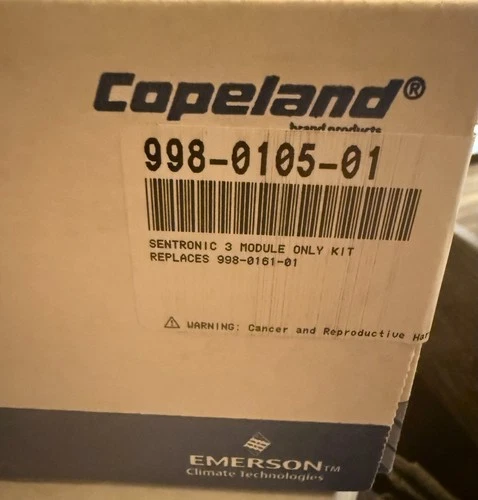 Copeland®
brand products
998-0105-01
SENTRONIC 3 MODULE ONLY KIT
REPLACES 998-0161-01
⚠ WARNING: Cancer and Reproductive Har
EMERSON™
Climate Technologies